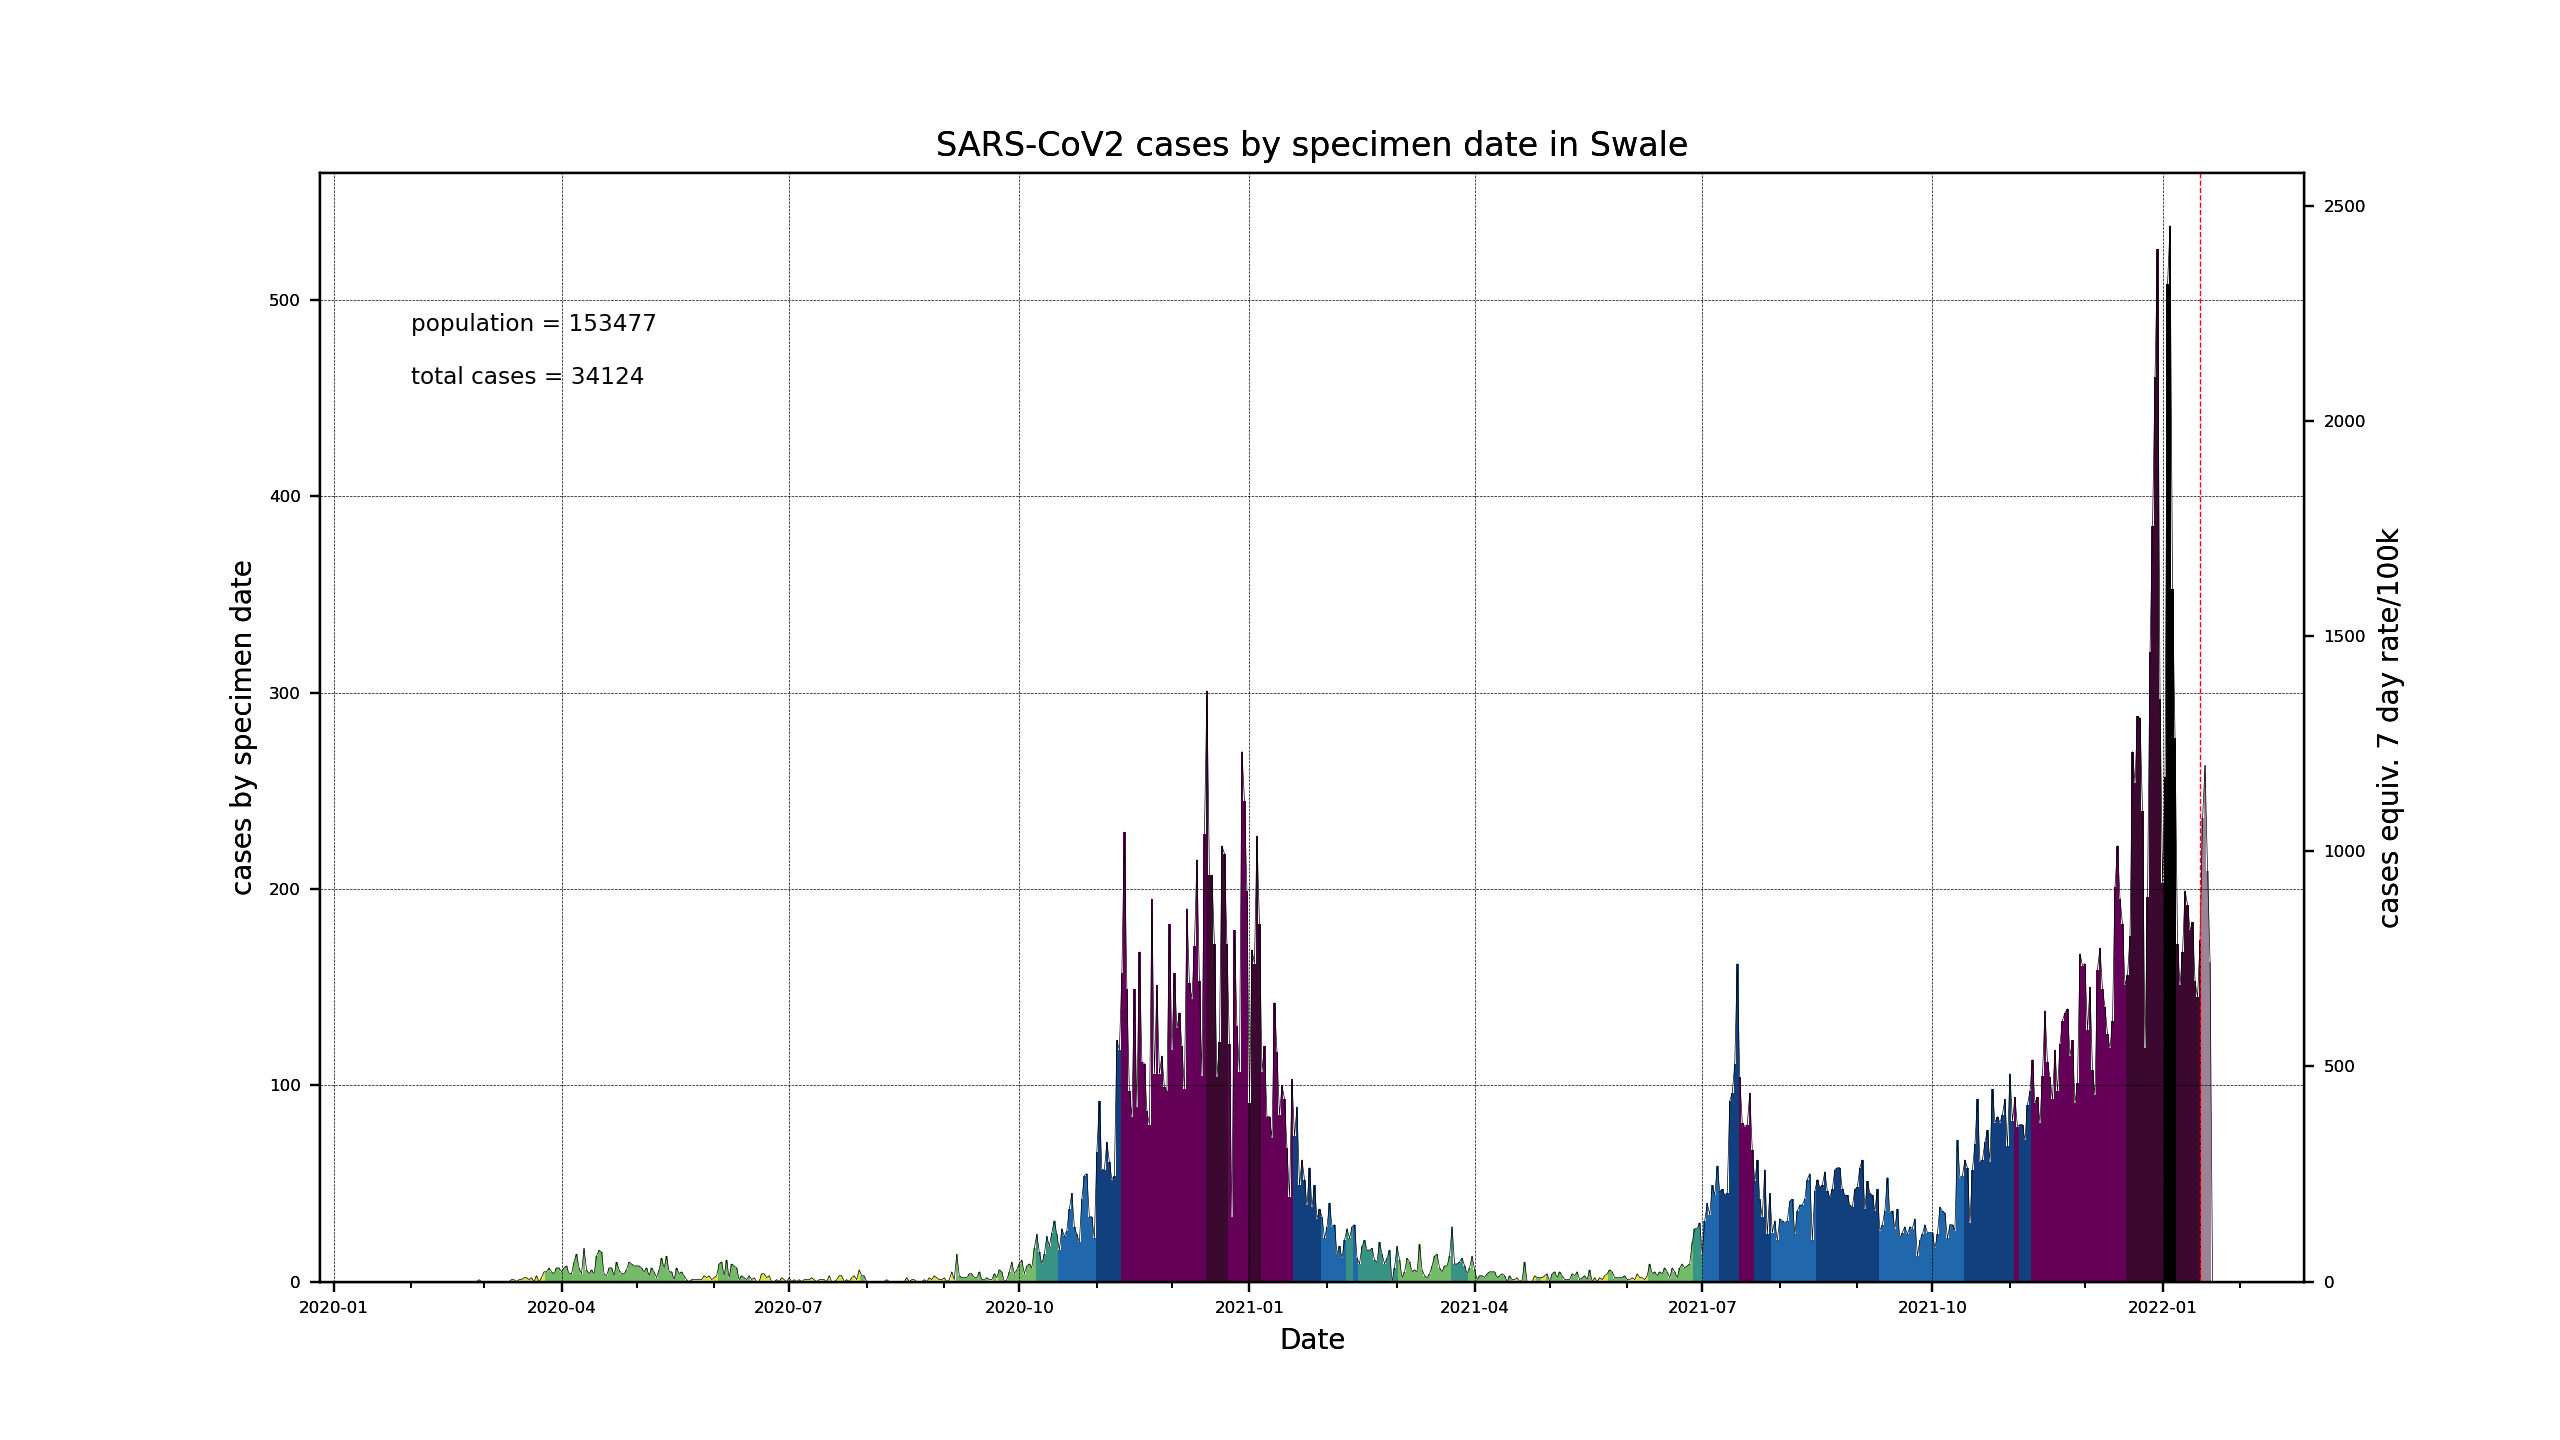 SARS-CoV2 cases by specimen date in Swale
population = 153477
total cases = 34124
cases by specimen date
500
400
300
200
100
0
2500
2000
1500
1000
500
0
cases equiv. 7 day rate/100k
2020-01 2020-04 2020-07 2020-10 2021-01 2021-04 2021-07 2021-10 2022-01
Date